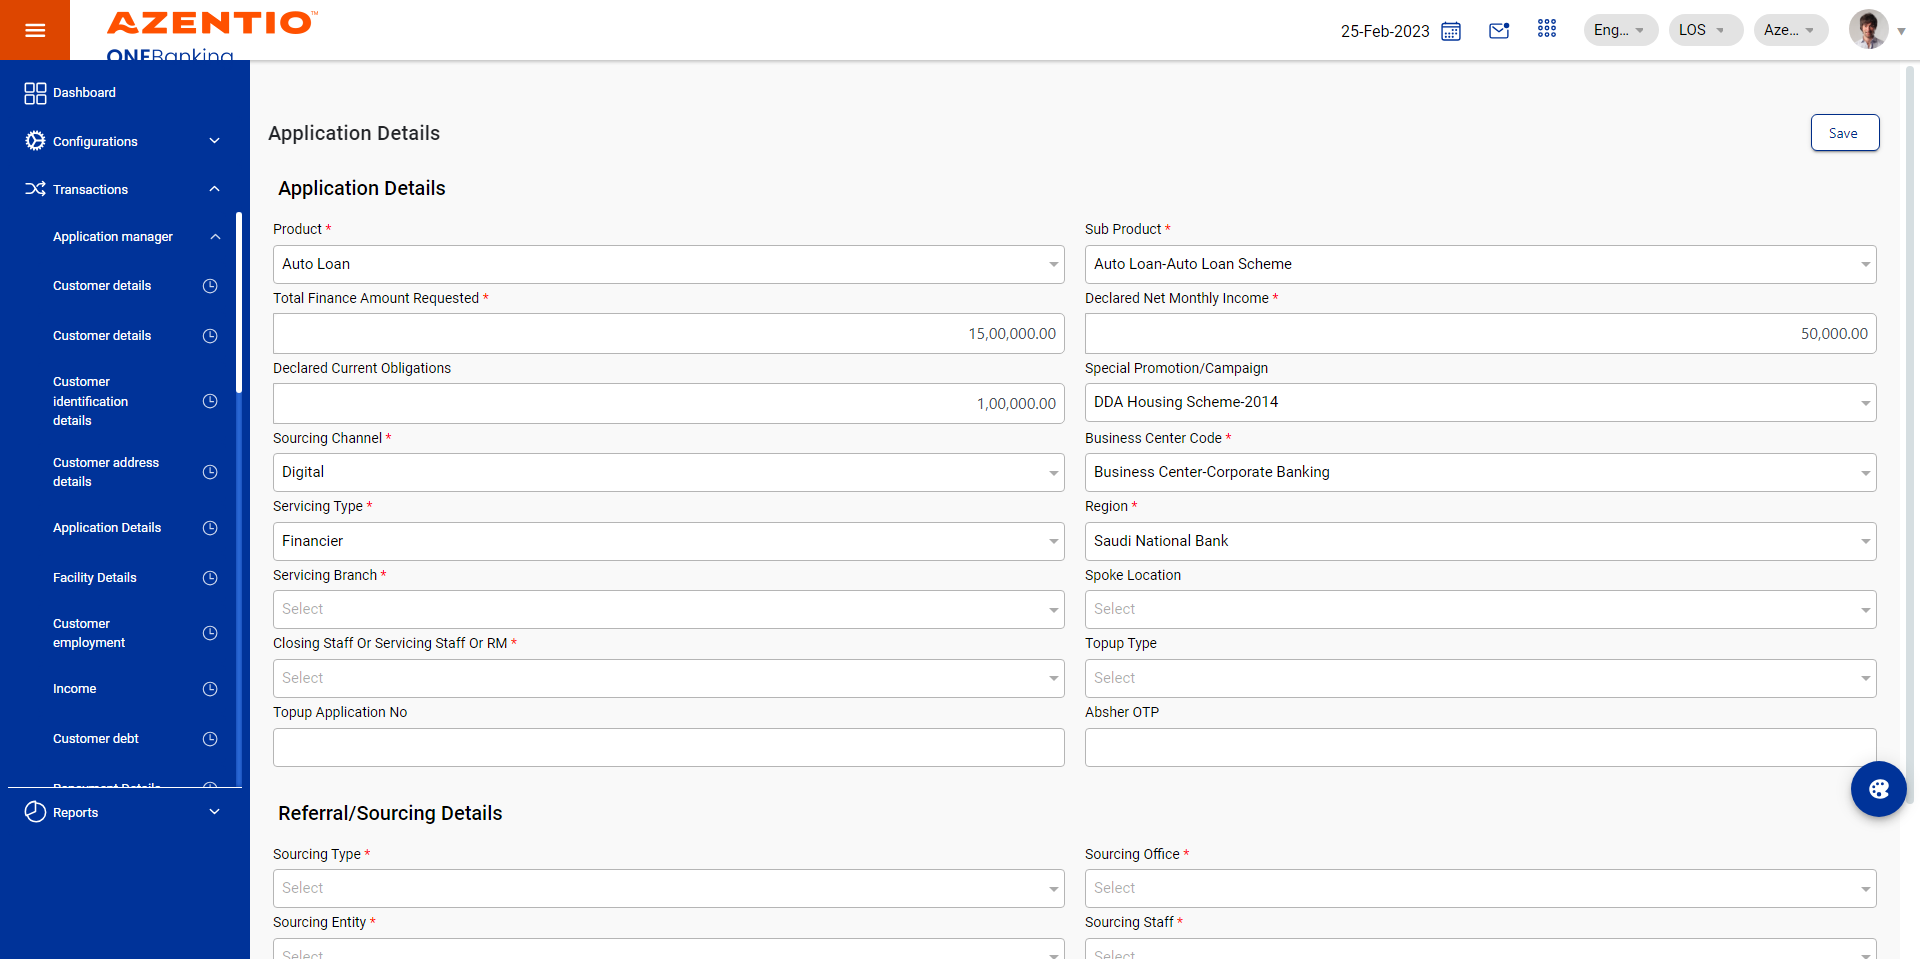 AZENTIO™
ONEBanking
25-Feb-2023
Eng...
LOS
Aze...
Dashboard
Configurations
Transactions
Application manager
Customer details
Customer details
Customer
identification
details
Customer address
details
Application Details
Facility Details
Customer
employment
Income
Customer debt
Repayment Details
Reports
Application Details
Save
Application Details
Product *
Sub Product *
Auto Loan
Auto Loan-Auto Loan Scheme
Total Finance Amount Requested *
Declared Net Monthly Income *
15,00,000.00
50,000.00
Declared Current Obligations
Special Promotion/Campaign
1,00,000.00
DDA Housing Scheme-2014
Sourcing Channel *
Business Center Code *
Digital
Business Center-Corporate Banking
Servicing Type *
Region *
Financier
Saudi National Bank
Servicing Branch *
Spoke Location
Select
Select
Closing Staff Or Servicing Staff Or RM *
Topup Type
Select
Select
Topup Application No
Absher OTP
Referral/Sourcing Details
Sourcing Type *
Sourcing Office *
Select
Select
Sourcing Entity *
Sourcing Staff *
Select
Select